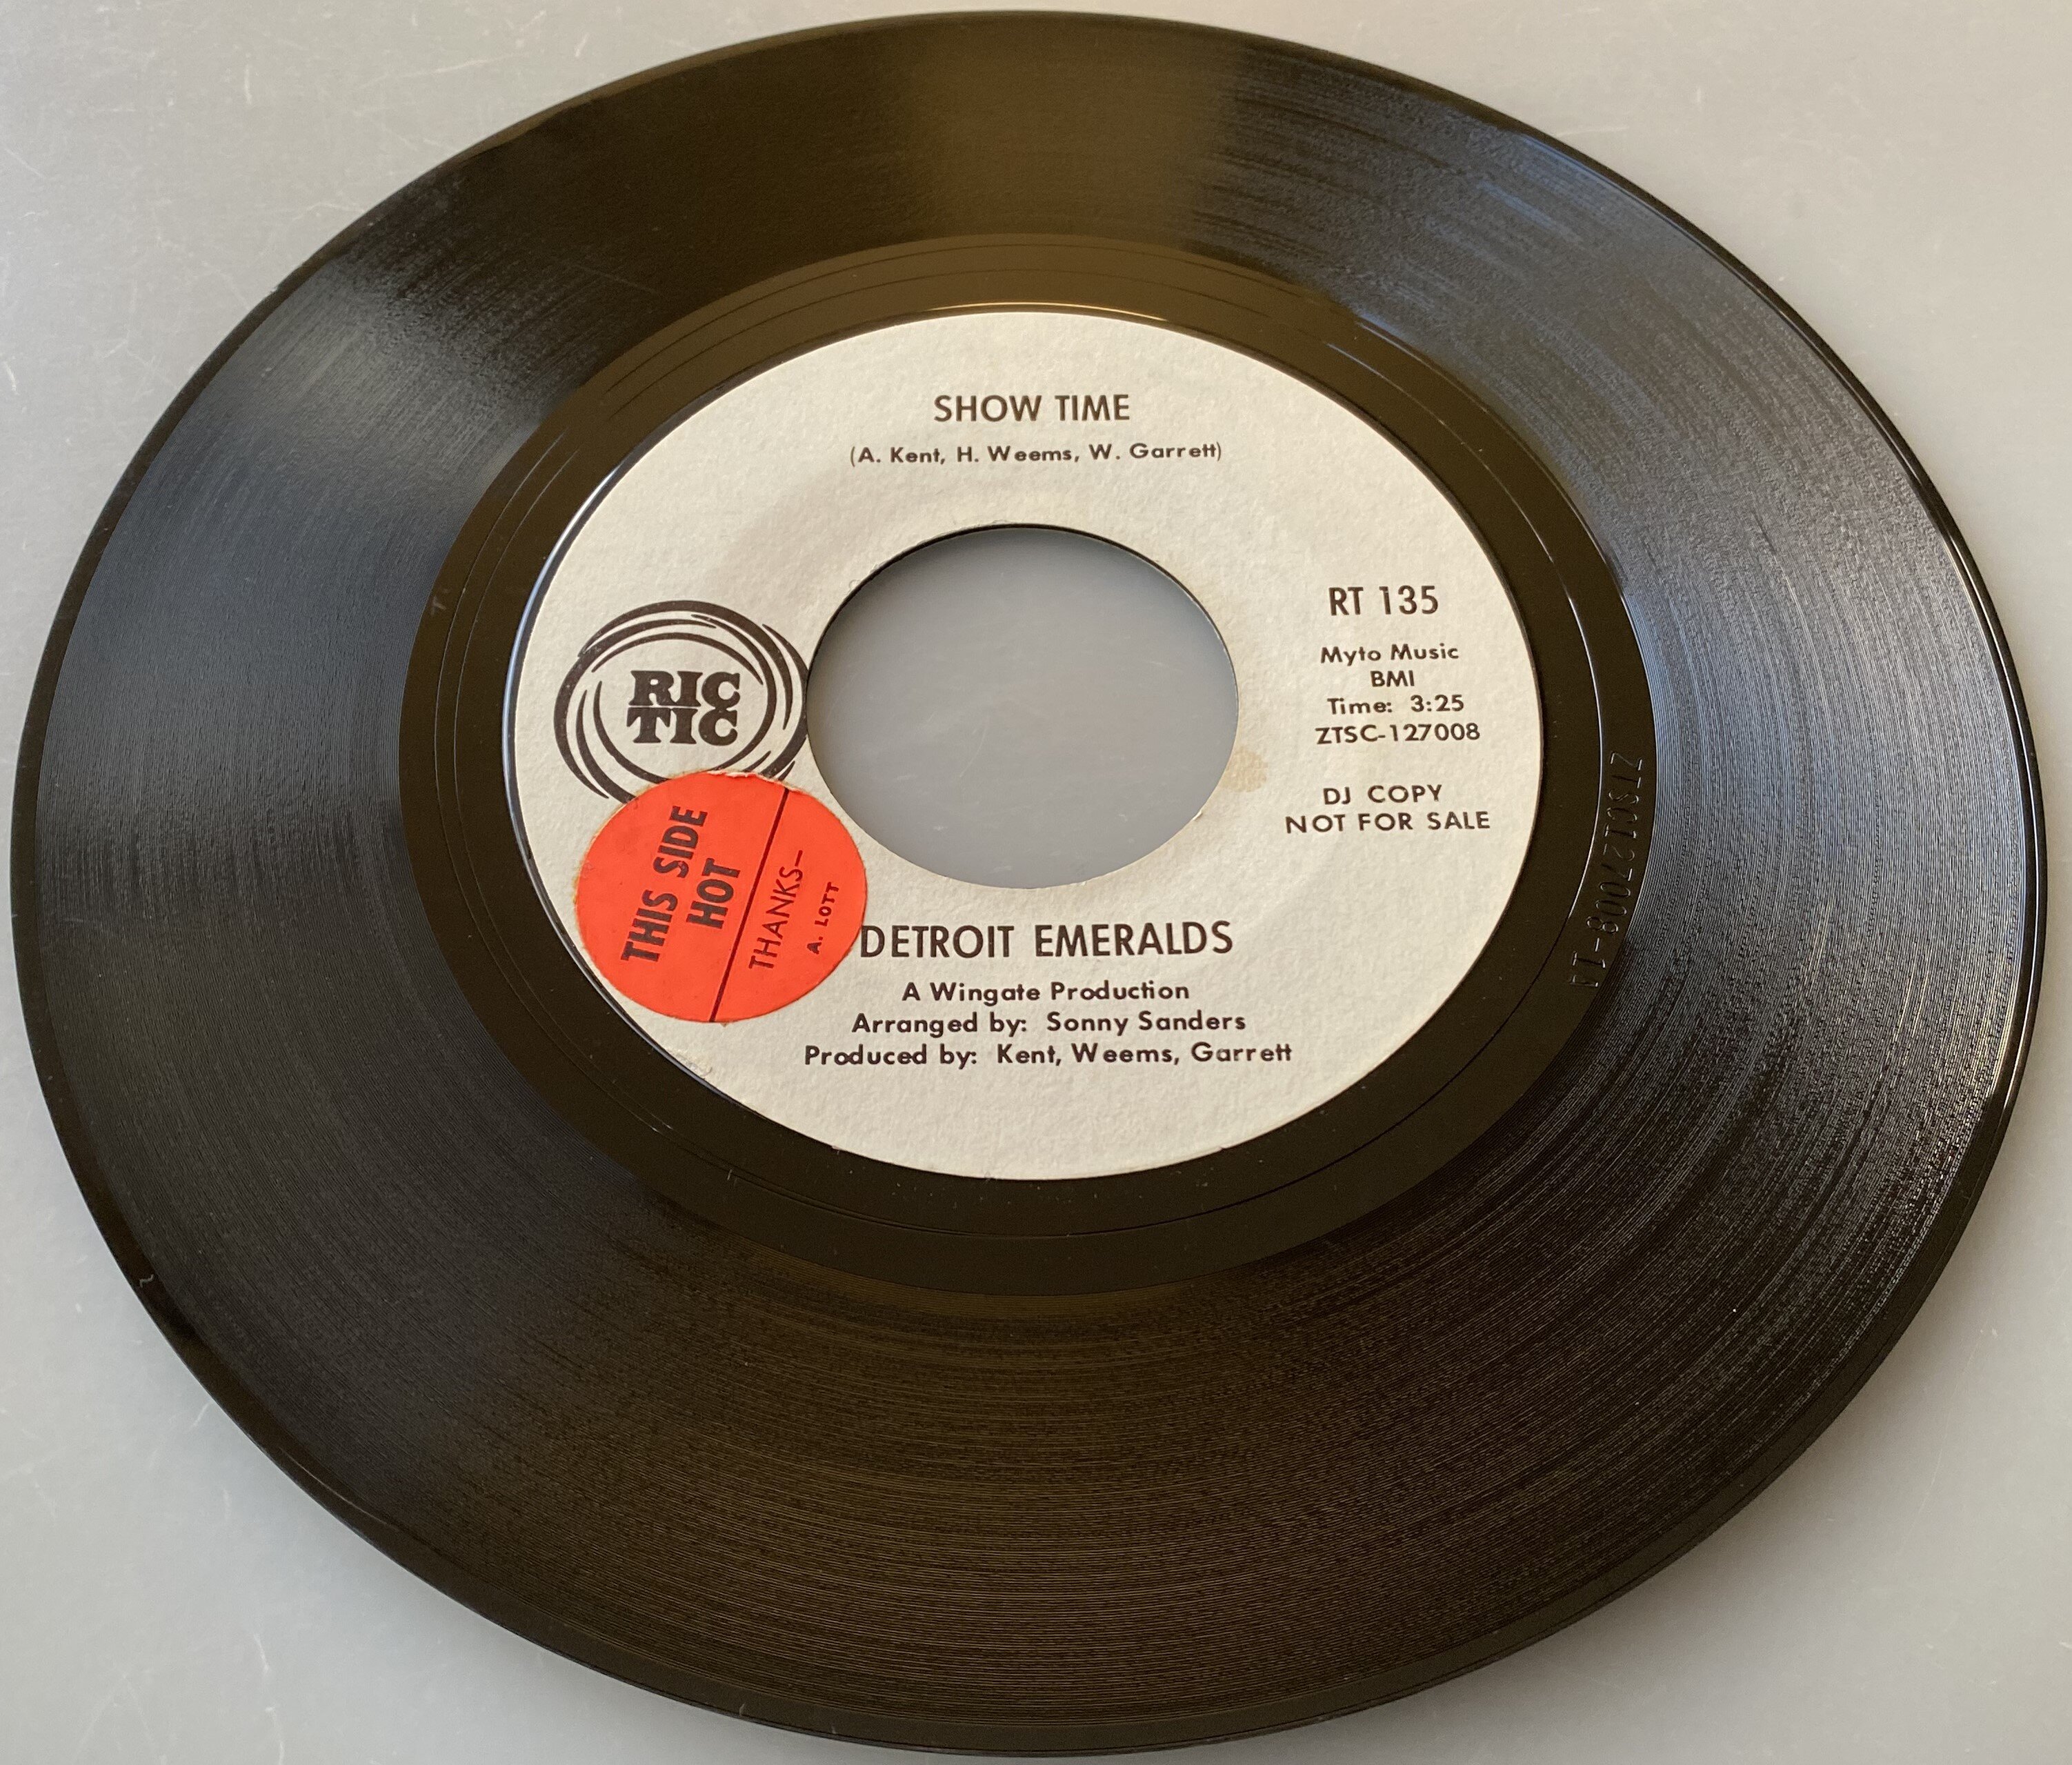 SHOW TIME
(A. Kent, H. Weems, W. Garrett)
RIC
TIC
RT 135
Myto Music
BMI
Time: 3:25
ZTSC-127008
DJ COPY
NOT FOR SALE
THIS SIDE
HOT
THANKS—
A. LOTT
DETROIT EMERALDS
A Wingate Production
Arranged by: Sonny Sanders
Produced by: Kent, Weems, Garrett